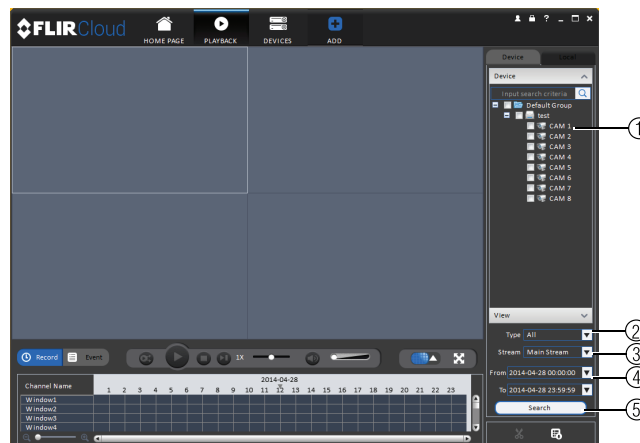 FLIRCloud
HOME PAGE
PLAYBACK
DEVICES
ADD
?
Device
Local
Device
Input search criteria
Default Group
test
CAM 1
CAM 2
CAM 3
CAM 4
CAM 5
CAM 6
CAM 7
CAM 8
1
View
Type All
2
Stream Main Stream
3
From 2014-04-28 00:00:00
4
To 2014-04-28 23:59:59
Search
5
Record
Event
1X
Channel Name
2014-04-28
1 2 3 4 5 6 7 8 9 10 11 12 13 14 15 16 17 18 19 20 21 22 23
Window1
Window2
Window3
Window4